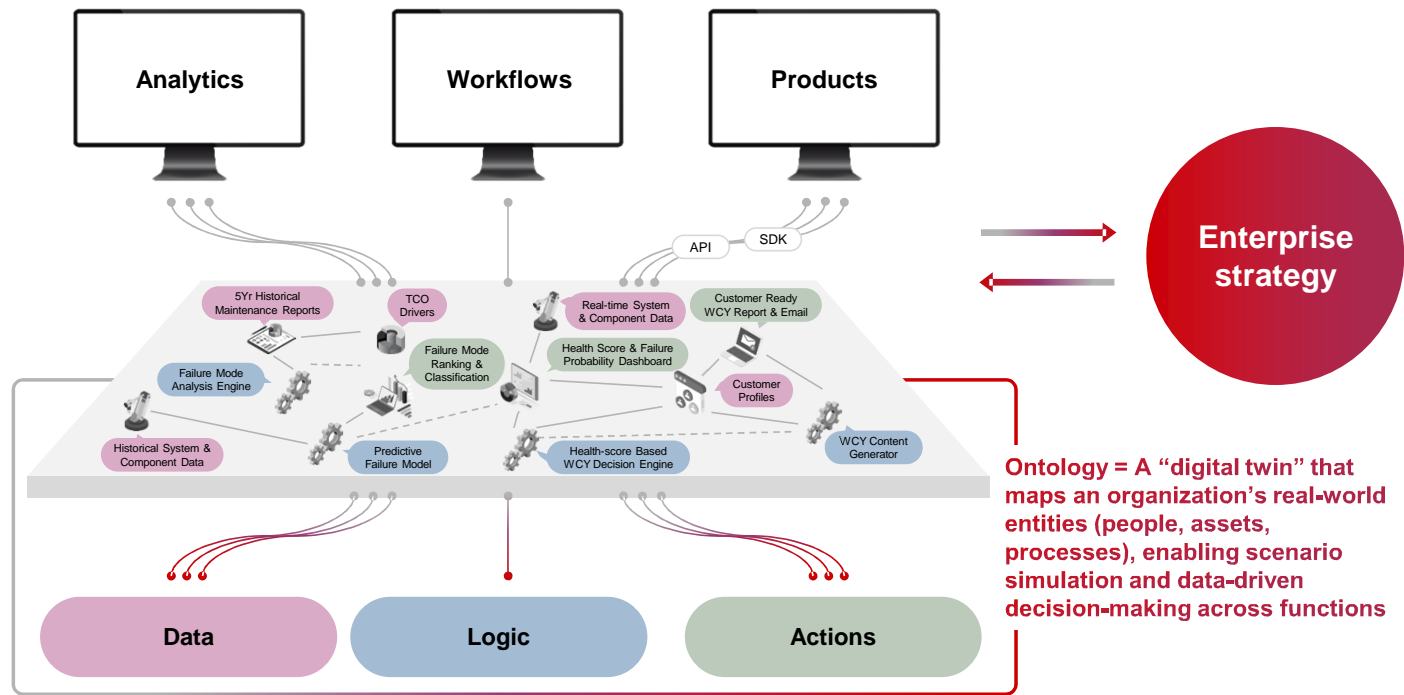 Analytics
Workflows
Products
API
SDK
Enterprise
strategy
5Yr Historical
Maintenance Reports
TCO
Drivers
Real-time System
& Component Data
Customer Ready
WCY Report & Email
Failure Mode
Analysis Engine
Failure Mode
Ranking &
Classification
Health Score & Failure
Probability Dashboard
Customer
Profiles
Historical System &
Component Data
Predictive
Failure Model
Health-score Based
WCY Decision Engine
WCY Content
Generator
Ontology = A “digital twin” that
maps an organization’s real-world
entities (people, assets,
processes), enabling scenario
simulation and data-driven
decision-making across functions
Data
Logic
Actions